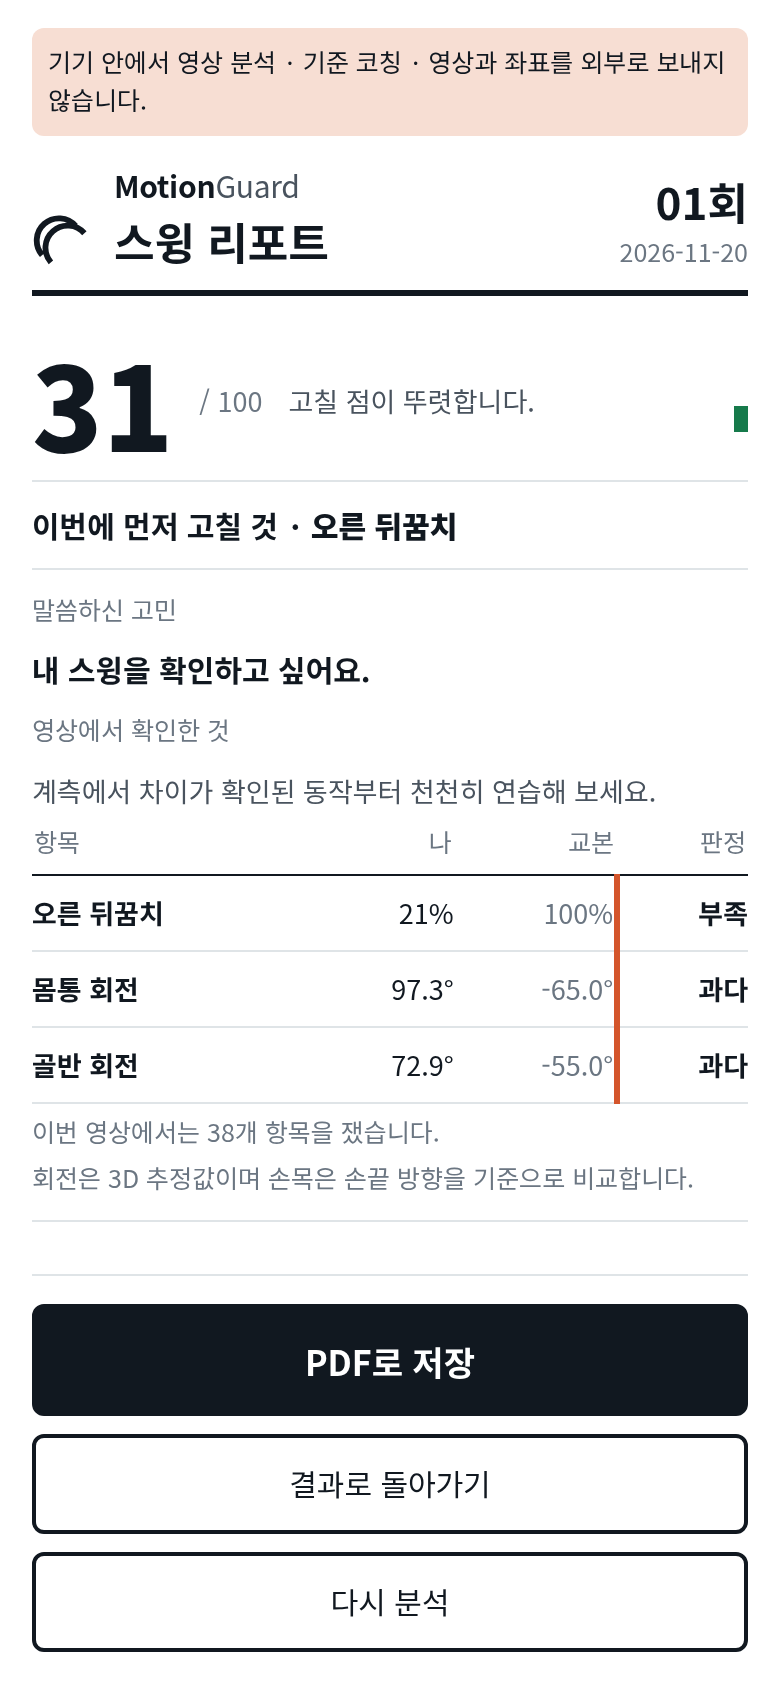 기기 안에서 영상 분석 · 기준 코칭 · 영상과 좌표를 외부로 보내지
않습니다.
MotionGuard
스윙 리포트
01회
2026-11-20
31 / 100 고칠 점이 뚜렷합니다.
이번에 먼저 고칠 것 · 오른 뒤꿈치
말씀하신 고민
내 스윙을 확인하고 싶어요.
영상에서 확인한 것
계측에서 차이가 확인된 동작부터 천천히 연습해 보세요.
항목 나 교본 판정
오른 뒤꿈치 21% 100% 부족
몸통 회전 97.3° -65.0° 과다
골반 회전 72.9° -55.0° 과다
이번 영상에서는 38개 항목을 쟀습니다.
회전은 3D 추정값이며 손목은 손끝 방향을 기준으로 비교합니다.
PDF로 저장
결과로 돌아가기
다시 분석